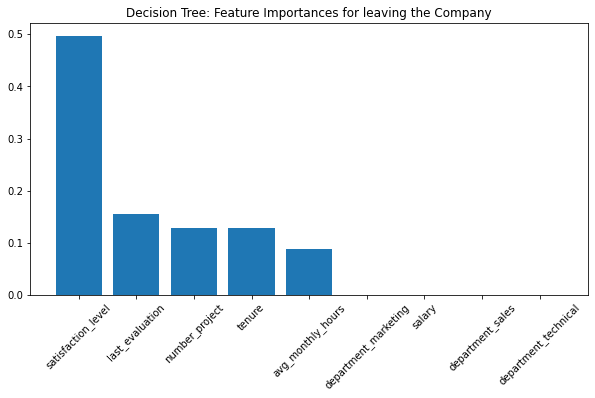 Decision Tree: Feature Importances for leaving the Company
0.5
0.4
0.3
0.2
0.1
0.0
satisfaction_level
last_evaluation
number_project
tenure
avg_monthly_hours
department_marketing
salary
department_sales
department_technical